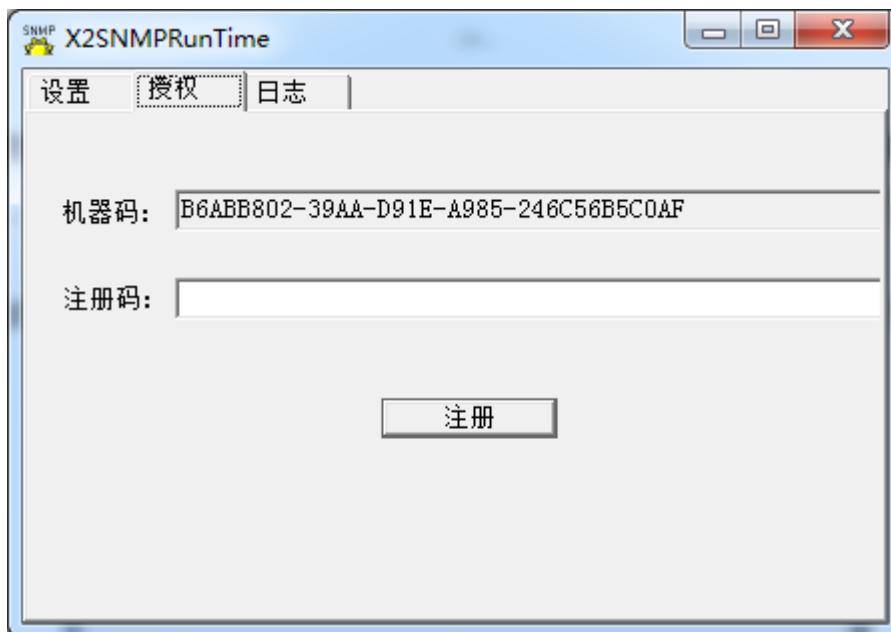 SNMP X2SNMPRunTime
设置 授权 日志
机器码： B6ABB802-39AA-D91E-A985-246C56B5C0AF
注册码：
注册